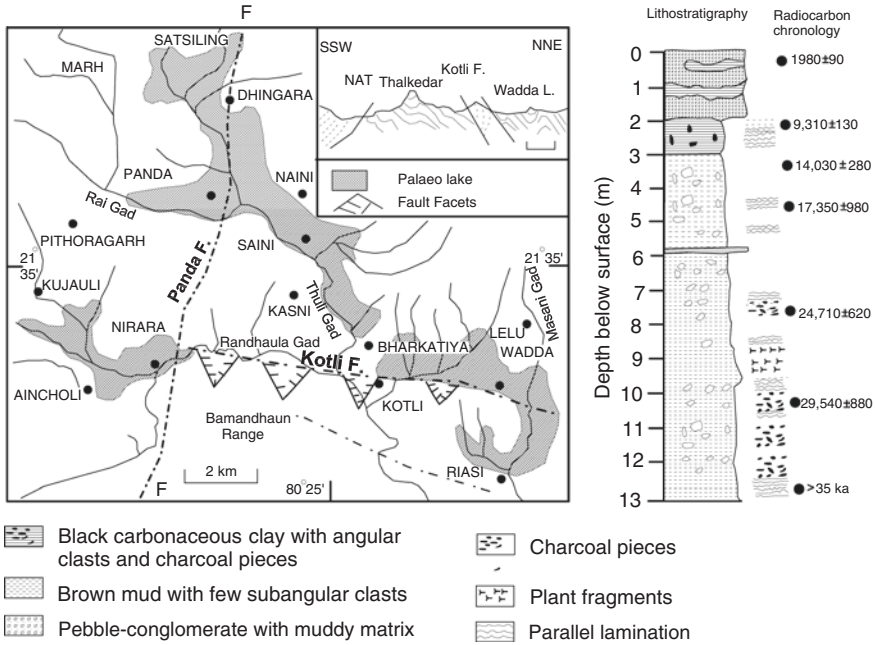 F
SATSILING
MARH
DHINGARA
PANDA
NAINI
Rai Gad
PITHORAGARH
SAINI
21
35'
KUJAULI
Panda F.
KASNI
Thuli Gad
NIRARA
Randhaula Gad
Kotli F.
BHARKATIYA
LELU
WADDA
Masani Gad
21 35'
AINCHOLI
KOTLI
Bamandhaun
Range
RIASI
2 km
80 25'
F
SSW
NNE
NAT
Thalkedar
Kotli F.
Wadda L.
Palaeo lake
Fault Facets
Lithostratigraphy
Radiocarbon
chronology
Depth below surface (m)
0
1
2
3
4
5
6
7
8
9
10
11
12
13
1980±90
9,310±130
14,030±280
17,350±980
24,710±620
29,540±880
>35 ka
Black carbonaceous clay with angular
clasts and charcoal pieces
Brown mud with few subangular clasts
Pebble-conglomerate with muddy matrix
Charcoal pieces
Plant fragments
Parallel lamination